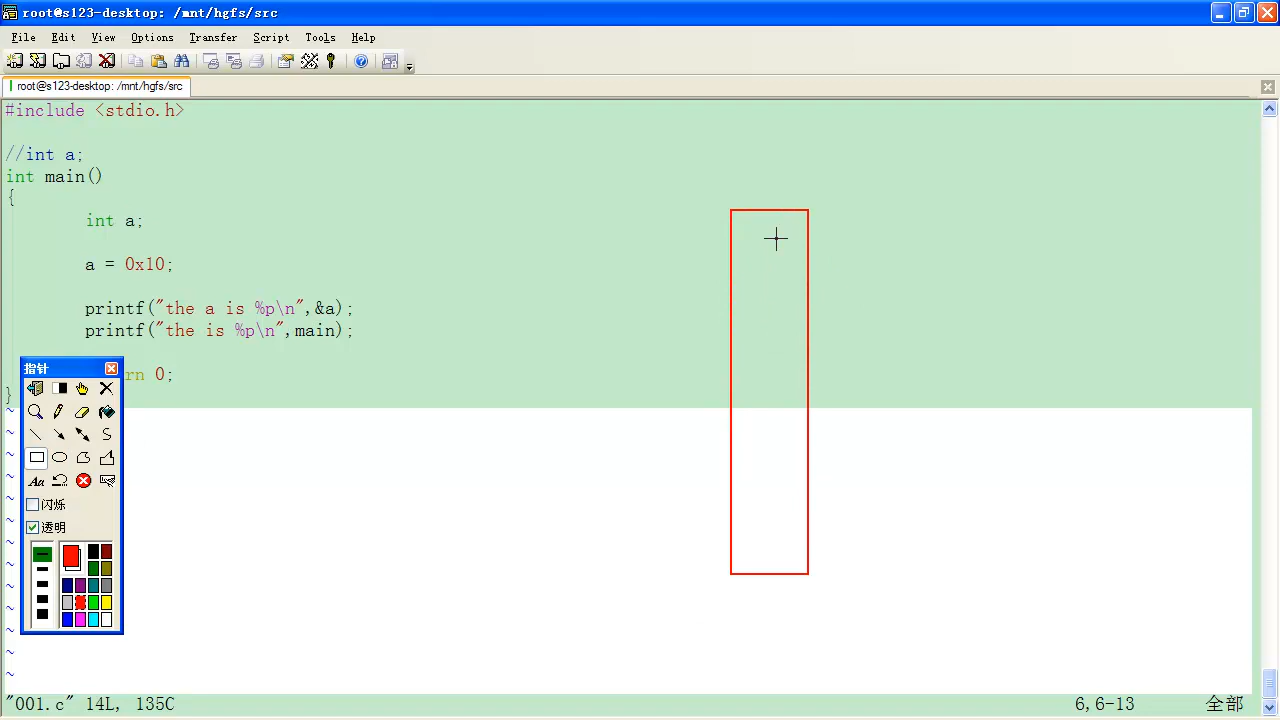 root@s123-desktop: /mnt/hgfs/src
File Edit View Options Transfer Script Tools Help
root@s123-desktop: /mnt/hgfs/src
#include <stdio.h>
//int a;
int main()
{
int a;
a = 0x10;
printf("the a is %p\n",&a);
printf("the is %p\n",main);
rn 0;
}
~
~
~
~
~
~
~
~
~
~
~
~
~
指针
Aa
闪烁
透明
"001.c" 14L, 135C
6,6-13
全部